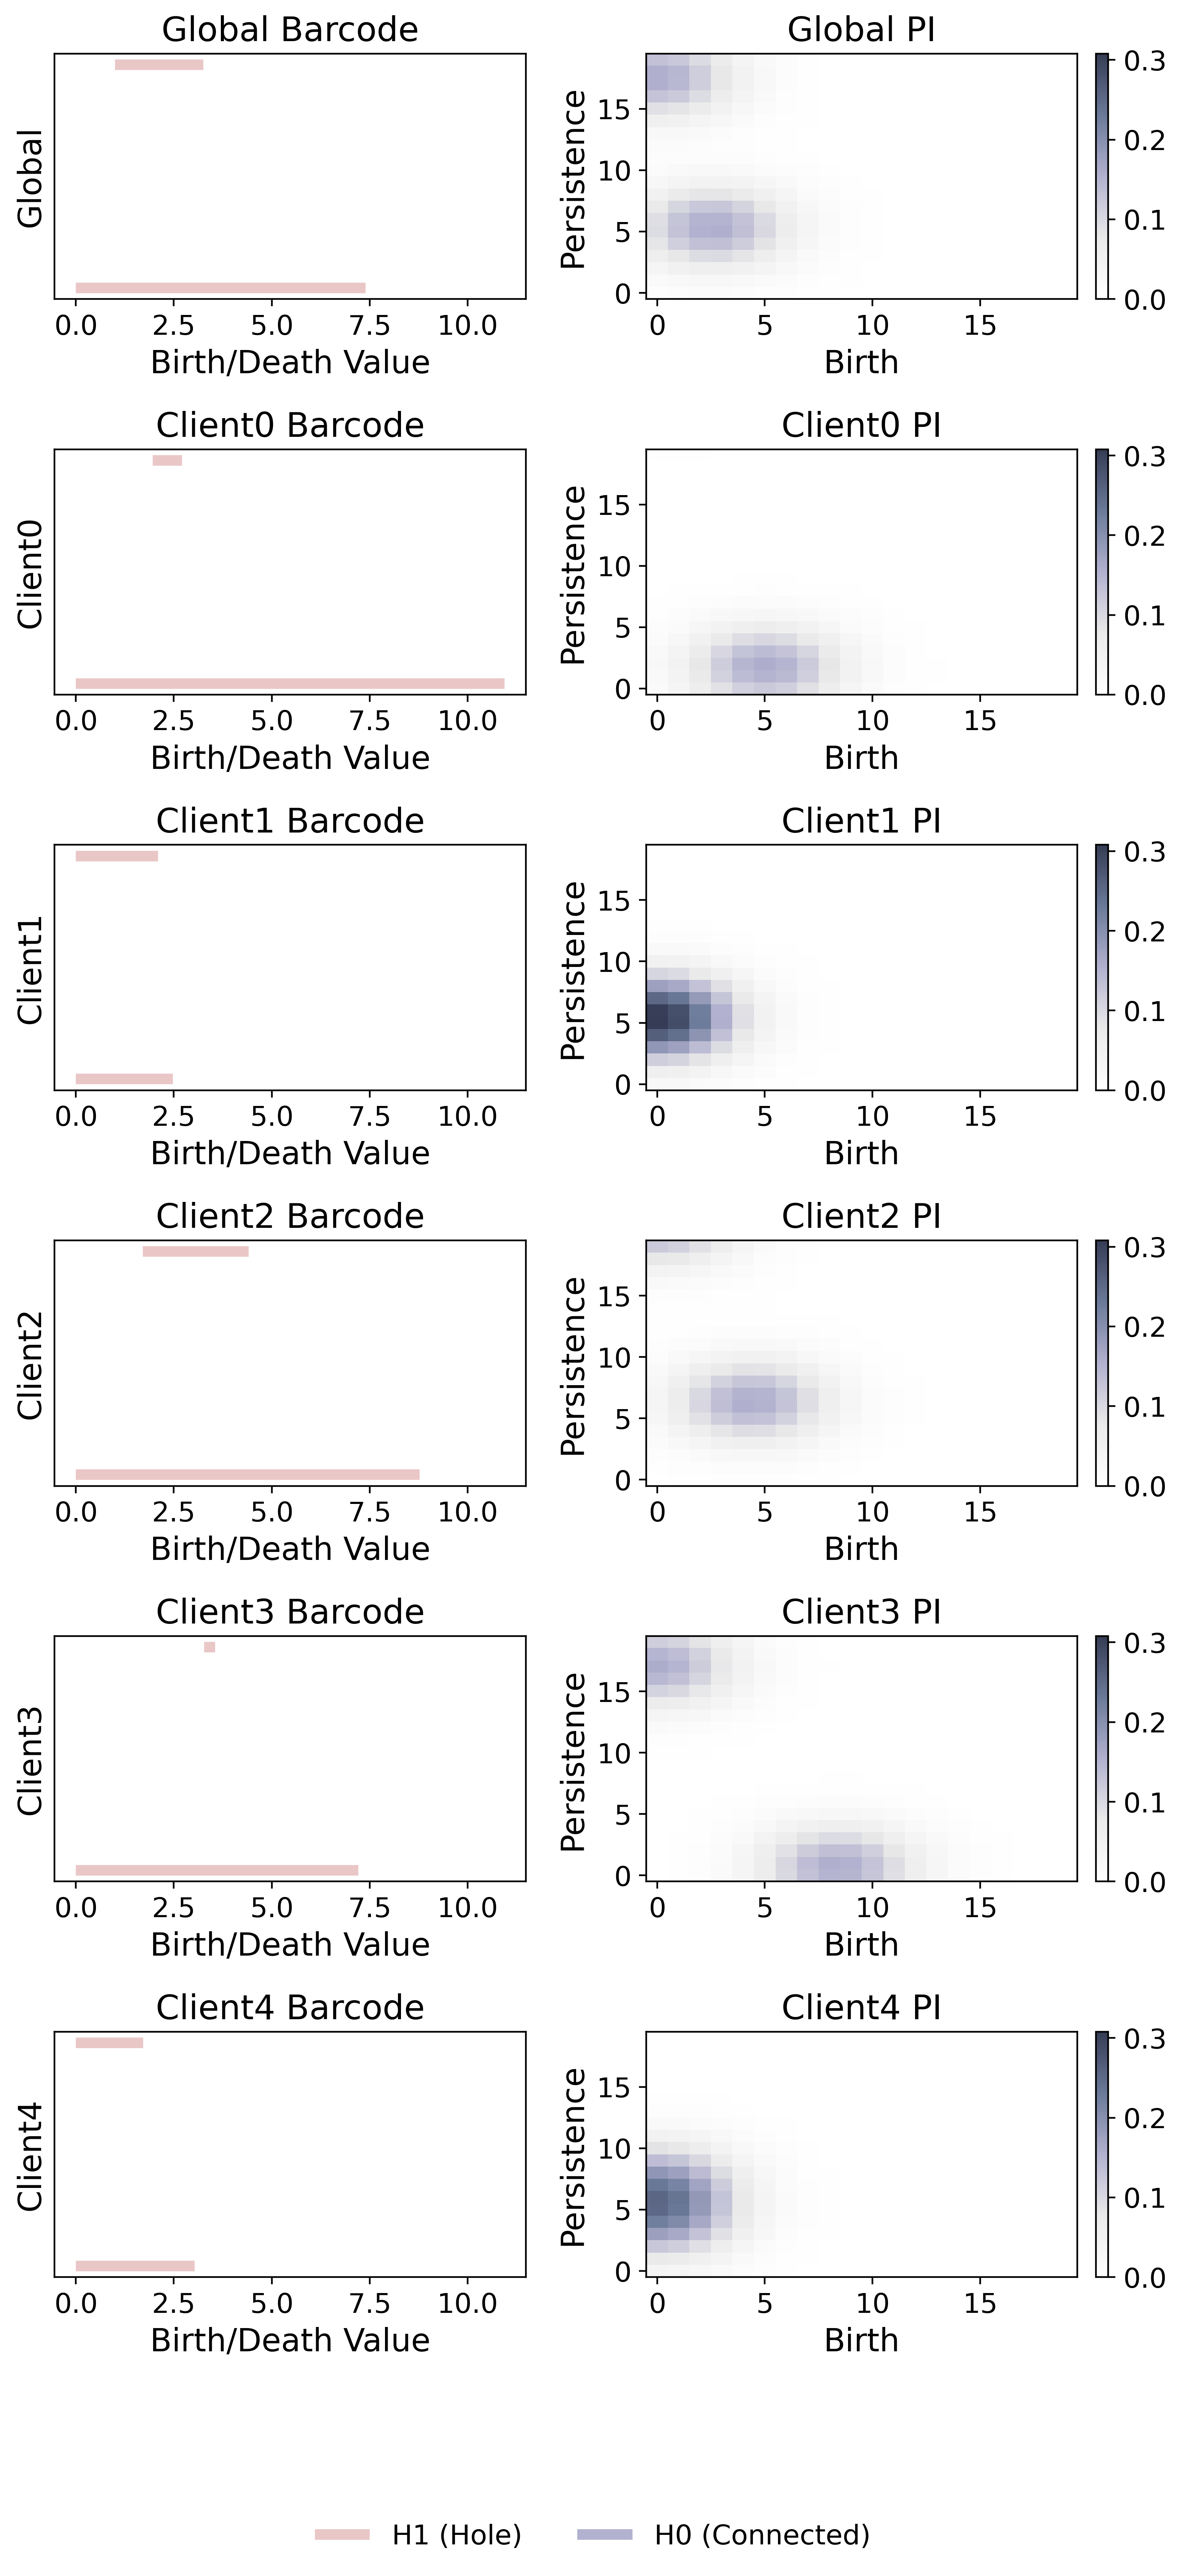 Global Barcode
Global
0.0 2.5 5.0 7.5 10.0
Birth/Death Value
Global PI
Persistence
15
10
5
0
0 5 10 15
Birth
0.3
0.2
0.1
0.0
Client0 Barcode
Client0
0.0 2.5 5.0 7.5 10.0
Birth/Death Value
Client0 PI
Persistence
15
10
5
0
0 5 10 15
Birth
0.3
0.2
0.1
0.0
Client1 Barcode
Client1
0.0 2.5 5.0 7.5 10.0
Birth/Death Value
Client1 PI
Persistence
15
10
5
0
0 5 10 15
Birth
0.3
0.2
0.1
0.0
Client2 Barcode
Client2
0.0 2.5 5.0 7.5 10.0
Birth/Death Value
Client2 PI
Persistence
15
10
5
0
0 5 10 15
Birth
0.3
0.2
0.1
0.0
Client3 Barcode
Client3
0.0 2.5 5.0 7.5 10.0
Birth/Death Value
Client3 PI
Persistence
15
10
5
0
0 5 10 15
Birth
0.3
0.2
0.1
0.0
Client4 Barcode
Client4
0.0 2.5 5.0 7.5 10.0
Birth/Death Value
Client4 PI
Persistence
15
10
5
0
0 5 10 15
Birth
0.3
0.2
0.1
0.0
H1 (Hole) H0 (Connected)